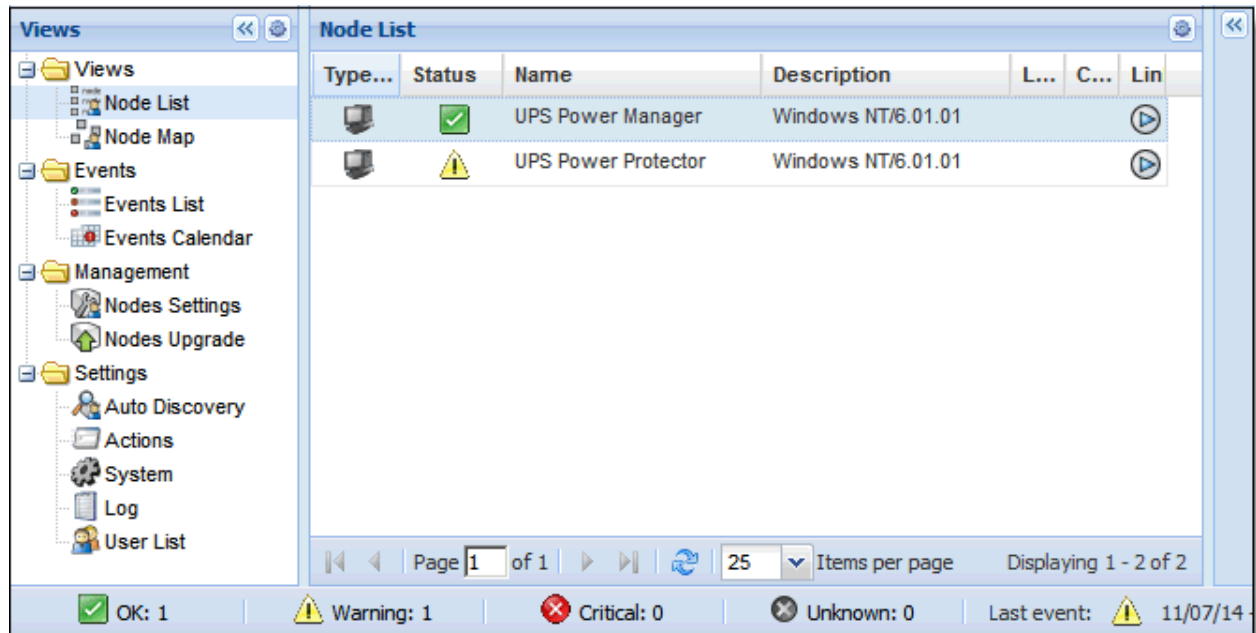 Views
Views
Node List
Node Map
Events
Events List
Events Calendar
Management
Nodes Settings
Nodes Upgrade
Settings
Auto Discovery
Actions
System
Log
User List
Node List
Type... Status Name Description L... C... Lin
UPS Power Manager Windows NT/6.01.01
UPS Power Protector Windows NT/6.01.01
Page 1 of 1 25 Items per page Displaying 1 - 2 of 2
OK: 1 Warning: 1 Critical: 0 Unknown: 0 Last event: 11/07/14 -